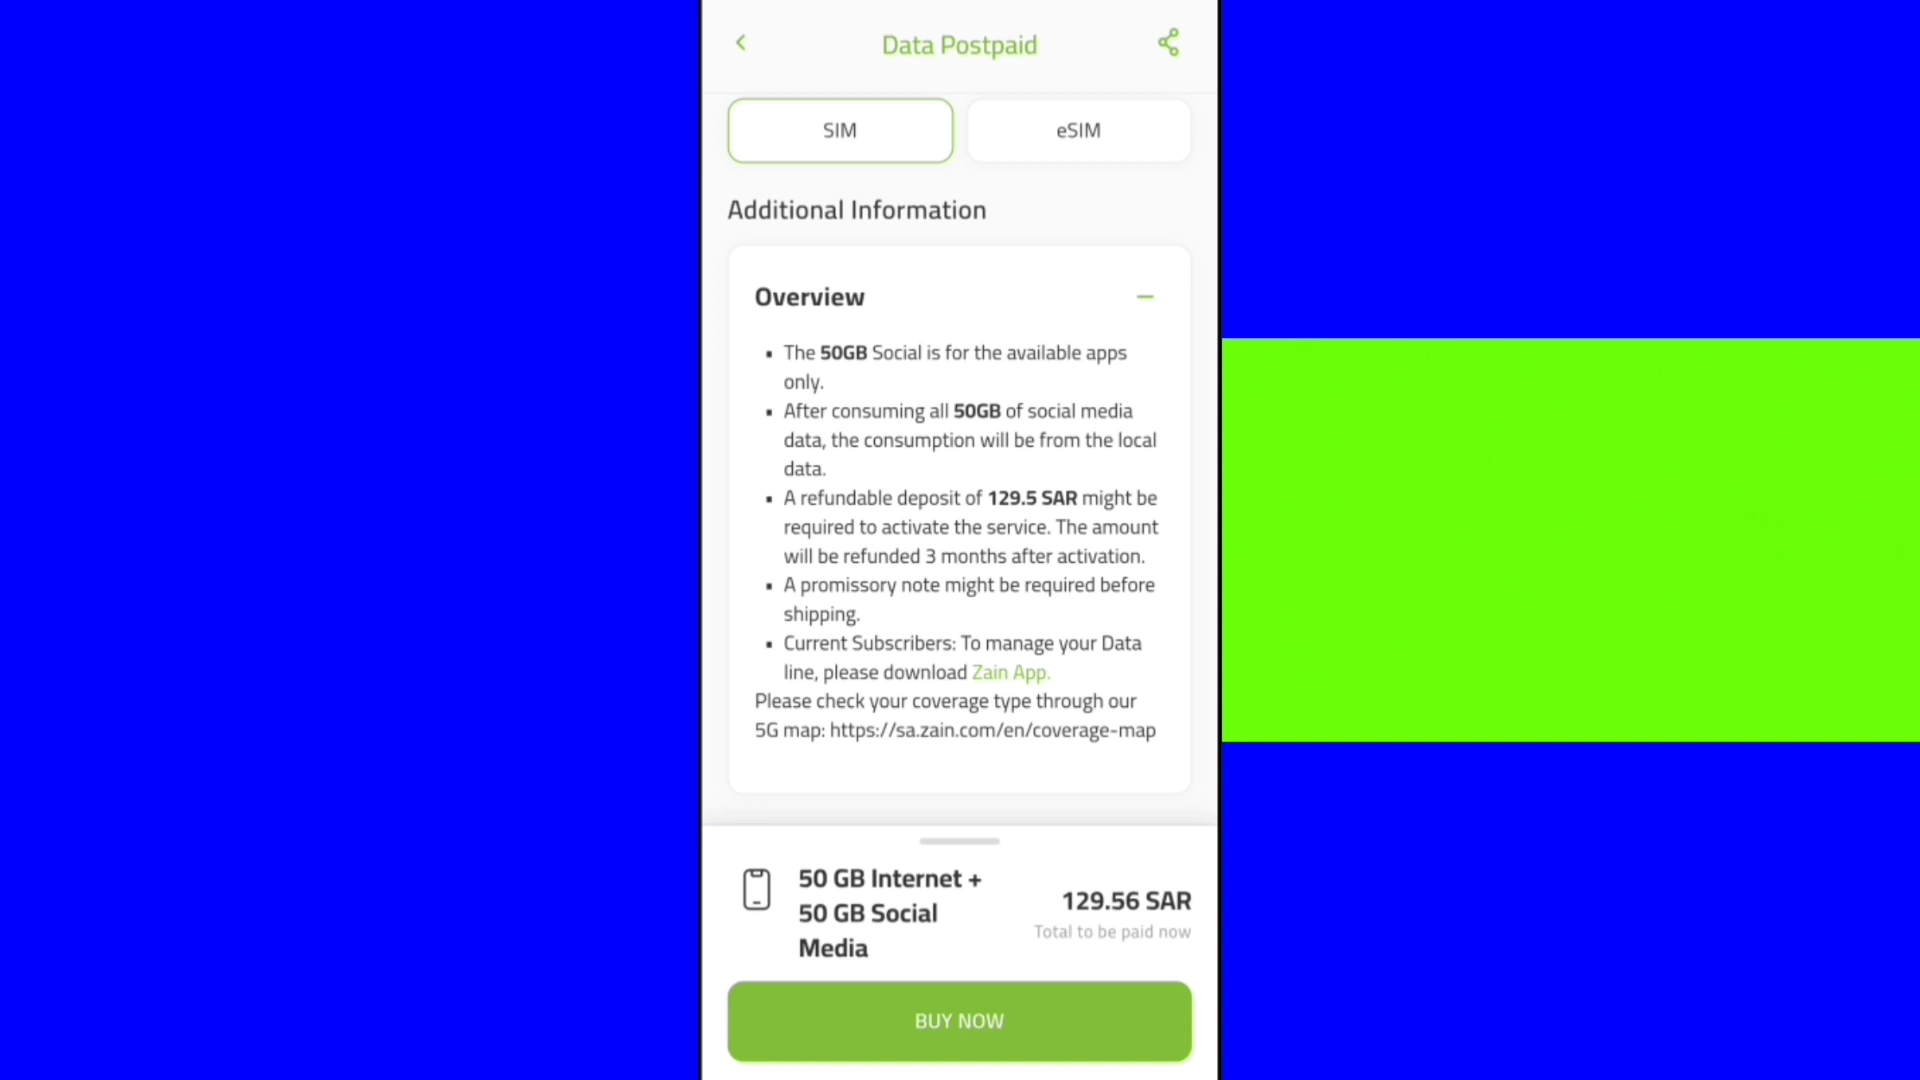 Data Postpaid
SIM
eSIM
Additional Information
Overview
▪ The 50GB Social is for the available apps
only.
▪ After consuming all 50GB of social media
data, the consumption will be from the local
data.
▪ A refundable deposit of 129.5 SAR might be
required to activate the service. The amount
will be refunded 3 months after activation.
▪ A promissory note might be required before
shipping.
▪ Current Subscribers: To manage your Data
line, please download Zain App.
Please check your coverage type through our
5G map: https://sa.zain.com/en/coverage-map
50 GB Internet +
50 GB Social
Media
129.56 SAR
Total to be paid now
BUY NOW